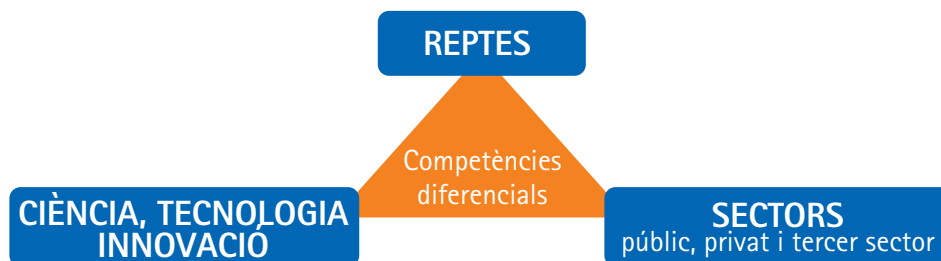 REPTES
Competències
diferencials
CIÈNCIA, TECNOLOGIA
INNOVACIÓ
SECTORS
públic, privat i tercer sector